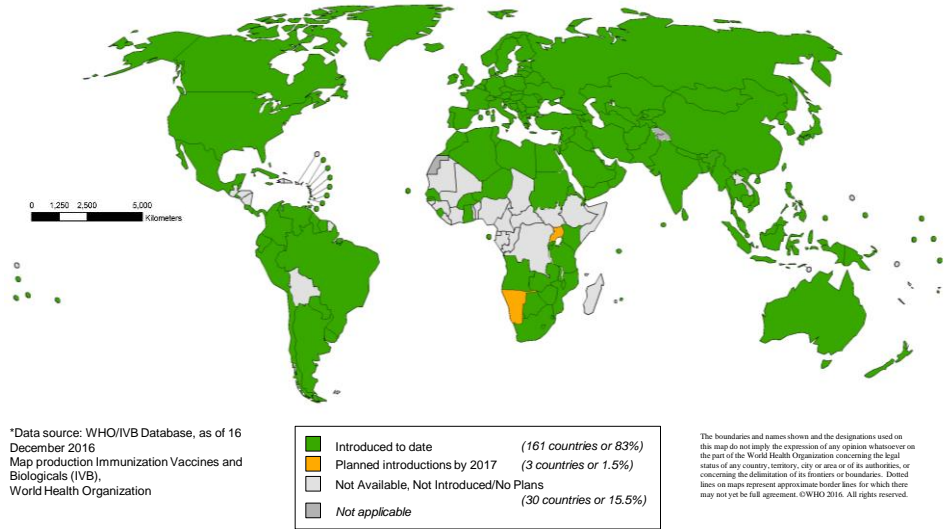 0 1,250 2,500 5,000
Kilometers
*Data source: WHO/IVB Database, as of 16
December 2016
Map production Immunization Vaccines and
Biologicals (IVB),
World Health Organization
Introduced to date (161 countries or 83%)
Planned introductions by 2017 (3 countries or 1.5%)
Not Available, Not Introduced/No Plans
(30 countries or 15.5%)
Not applicable
The boundaries and names shown and the designations used on
this map do not imply the expression of any opinion whatsoever on
the part of the World Health Organization concerning the legal
status of any country, territory, city or area or of its authorities, or
concerning the delimitation of its frontiers or boundaries. Dotted
lines on maps represent approximate border lines for which there
may not yet be full agreement. ©WHO 2016. All rights reserved.